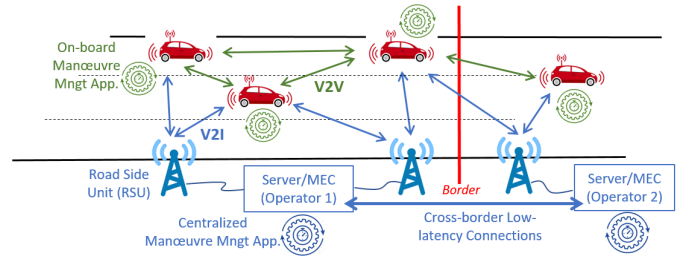 On-board
Manœuvre
Mngt App.
V2V
V2I
Road Side
Unit (RSU)
Server/MEC
(Operator 1)
Border
Server/MEC
(Operator 2)
Centralized
Manœuvre Mngt App.
Cross-border Low-
latency Connections